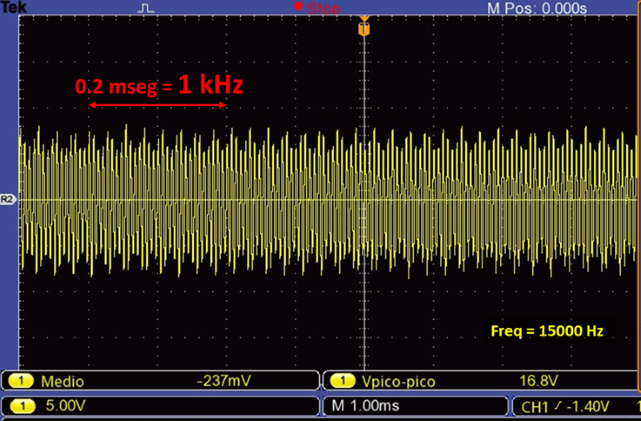 Tek Stop M Pos: 0.000s
0.2 mseg = 1 kHz
R2
Freq = 15000 Hz
1 Medio -237mV 1 Vpico-pico 16.8V
1 5.00V M 1.00ms CH1 -1.40V